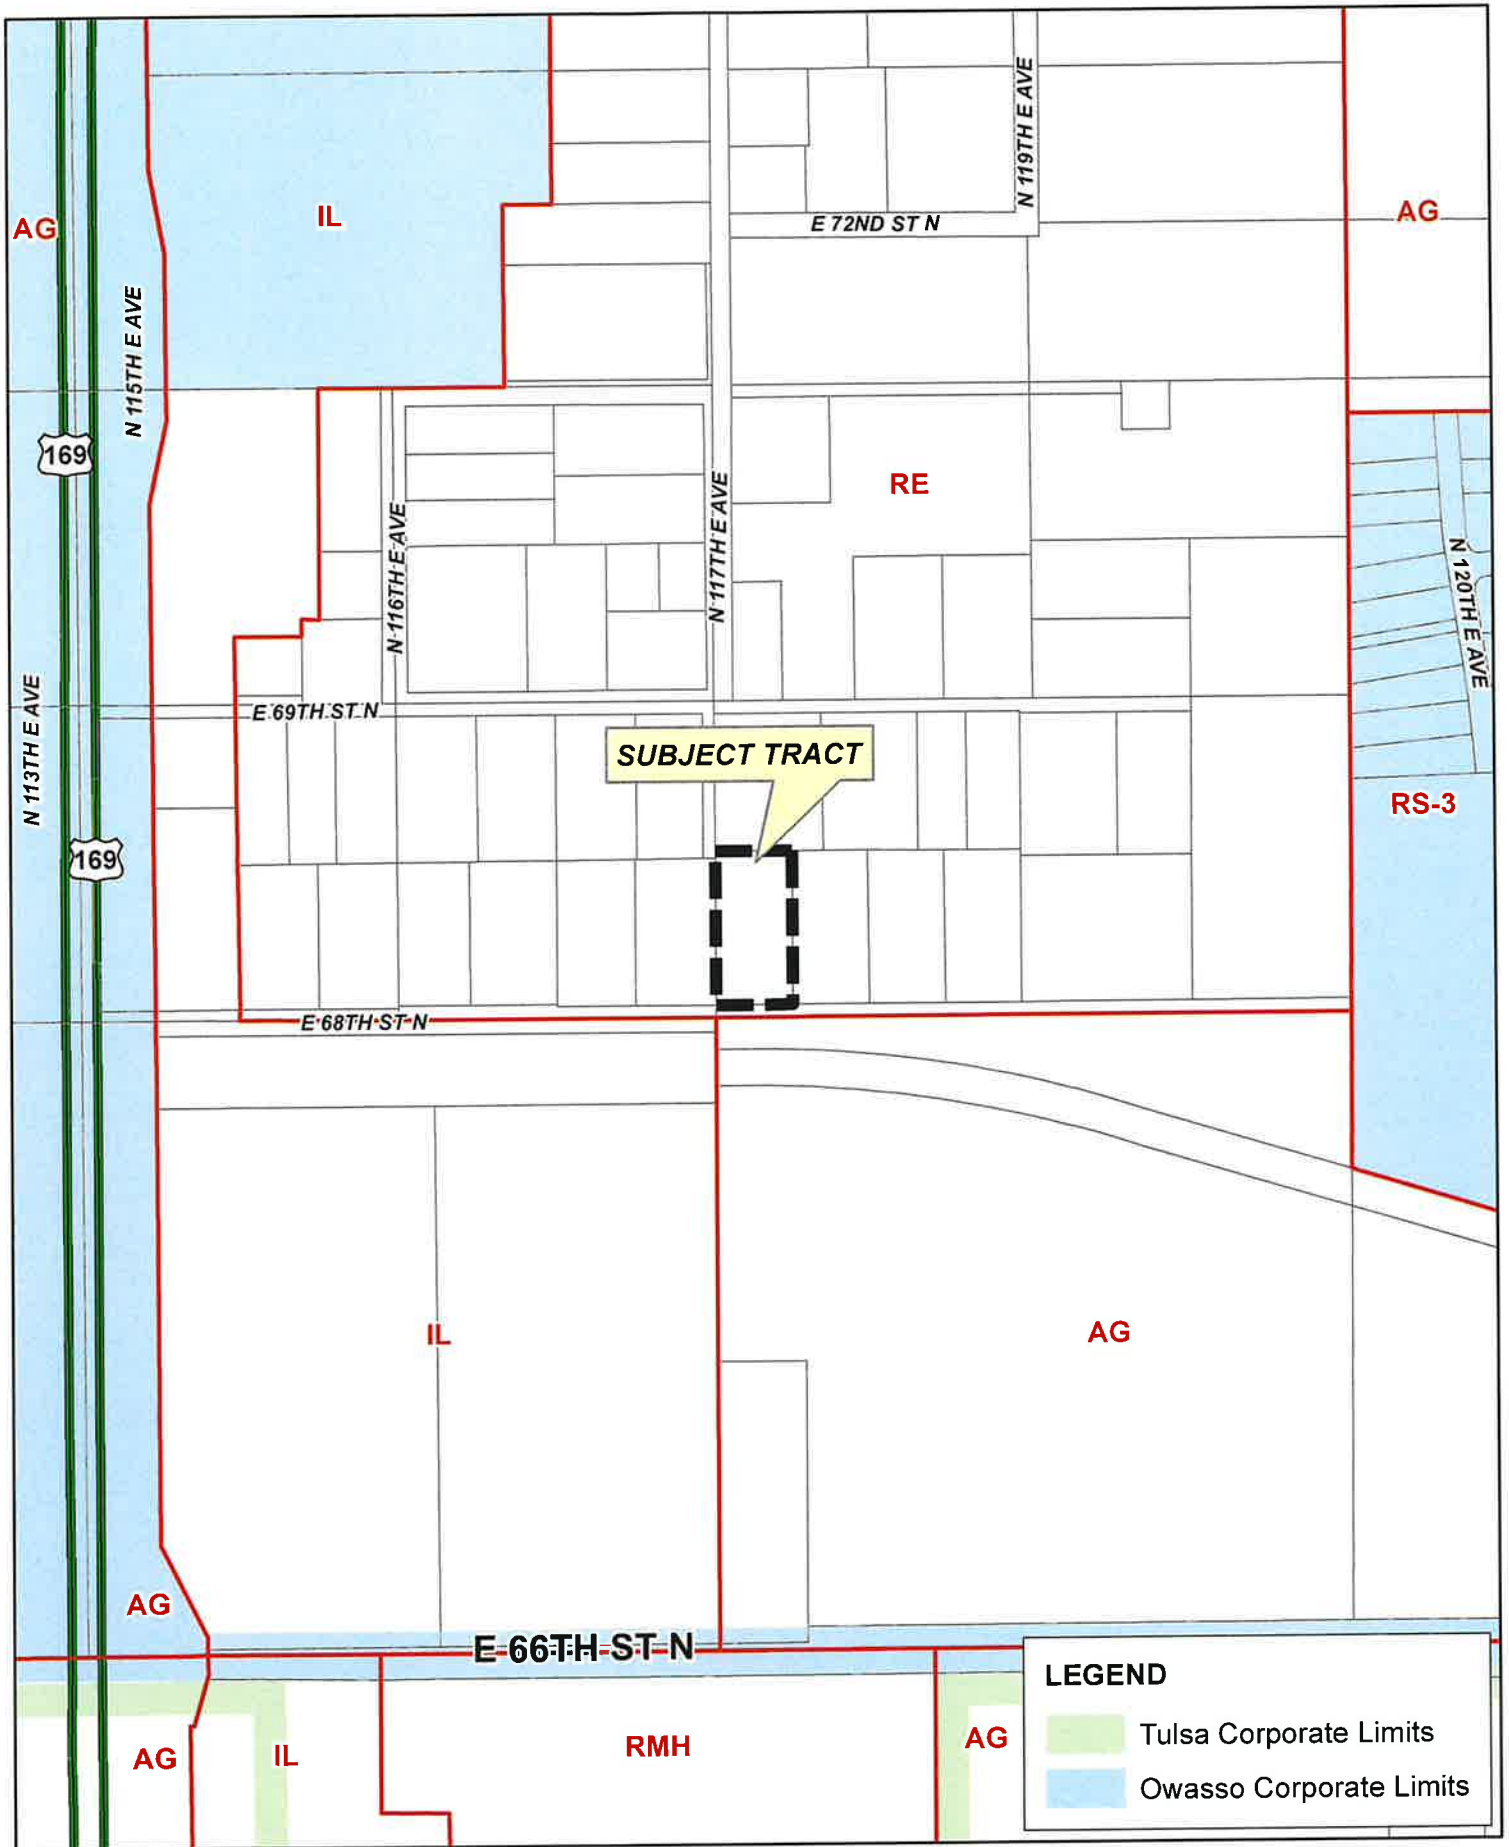 N 119TH E AVE
AG
IL
E 72ND ST N
AG
N 115TH E AVE
169
RE
N 116TH E AVE
N 117TH E AVE
N 120TH E AVE
N 113TH E AVE
E 69TH ST N
SUBJECT TRACT
RS-3
169
E 68TH ST N
IL
AG
AG
E 66TH ST N
LEGEND
Tulsa Corporate Limits
Owasso Corporate Limits
AG
IL
RMH
AG